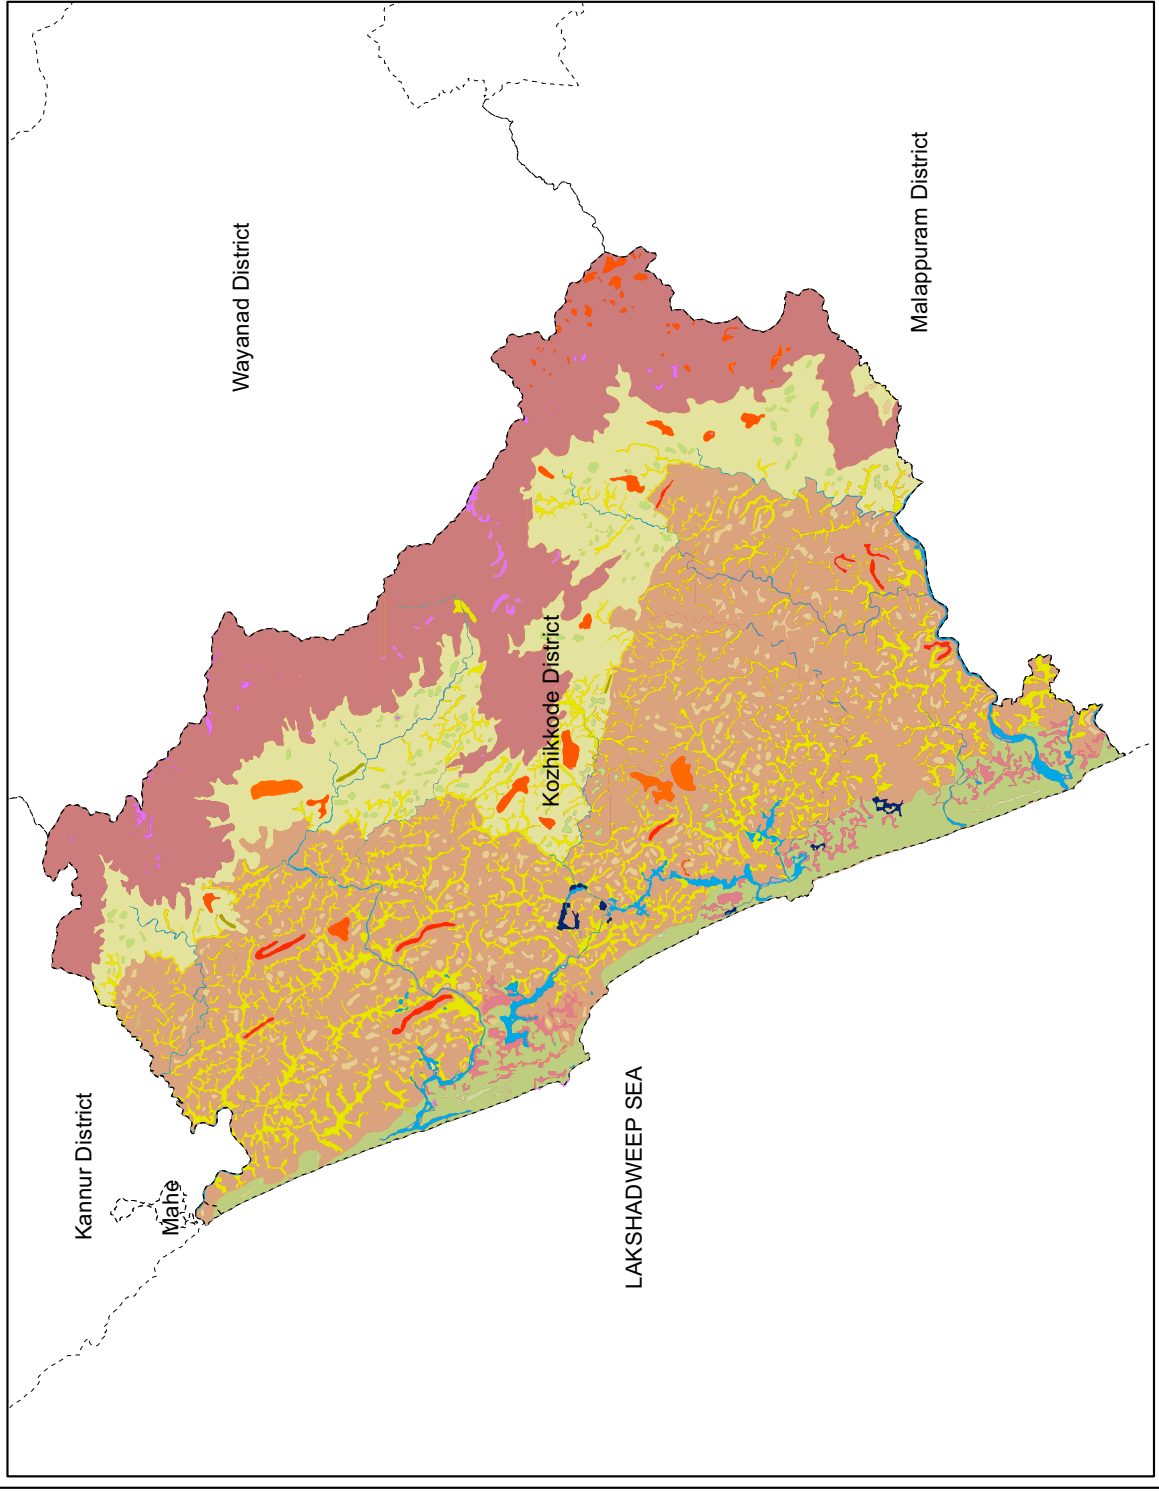 Kannur District
Mahe
Wayanad District
Kozhikkode District
LAKSHADWEEP SEA
Malappuram District